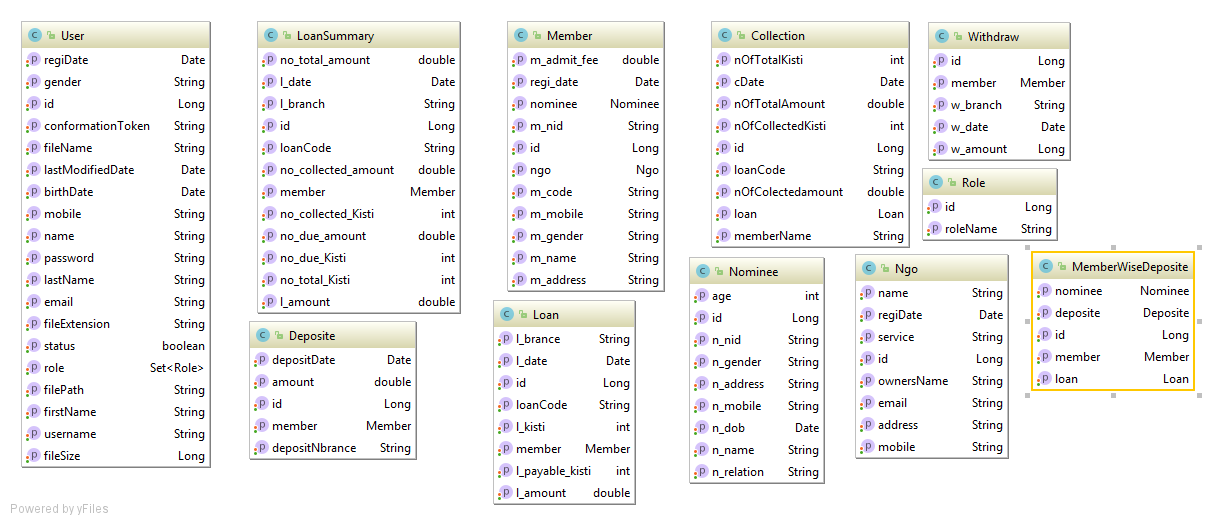 User
regiDate Date
gender String
id Long
conformationToken String
fileName String
lastModifiedDate Date
birthDate Date
mobile String
name String
password String
lastName String
email String
fileExtension String
status boolean
role Set<Role>
filePath String
firstName String
username String
fileSize Long
LoanSummary
no_total_amount double
l_date Date
l_branch String
id Long
loanCode String
no_collected_amount double
member Member
no_collected_Kisti int
no_due_amount double
no_due_Kisti int
no_total_Kisti int
l_amount double
Deposite
depositDate Date
amount double
id Long
member Member
depositNbrance String
Member
m_admit_fee double
regi_date Date
nominee Nominee
m_nid String
id Long
ngo Ngo
m_code String
m_mobile String
m_gender String
m_name String
m_address String
Loan
l_brance String
l_date Date
id Long
loanCode String
l_kisti int
member Member
l_payable_kisti int
l_amount double
Collection
nOfTotalKisti int
cDate Date
nOfTotalAmount double
nOfCollectedKisti int
id Long
loanCode String
nOfColectedamount double
loan Loan
memberName String
Nominee
age int
id Long
n_nid String
n_gender String
n_address String
n_mobile String
n_dob Date
n_name String
n_relation String
Withdraw
id Long
member Member
w_branch String
w_date Date
w_amount Long
Role
id Long
roleName String
Ngo
name String
regiDate Date
service String
id Long
ownersName String
email String
address String
mobile String
MemberWiseDeposite
nominee Nominee
deposite Deposite
id Long
member Member
loan Loan
Powered by yFiles